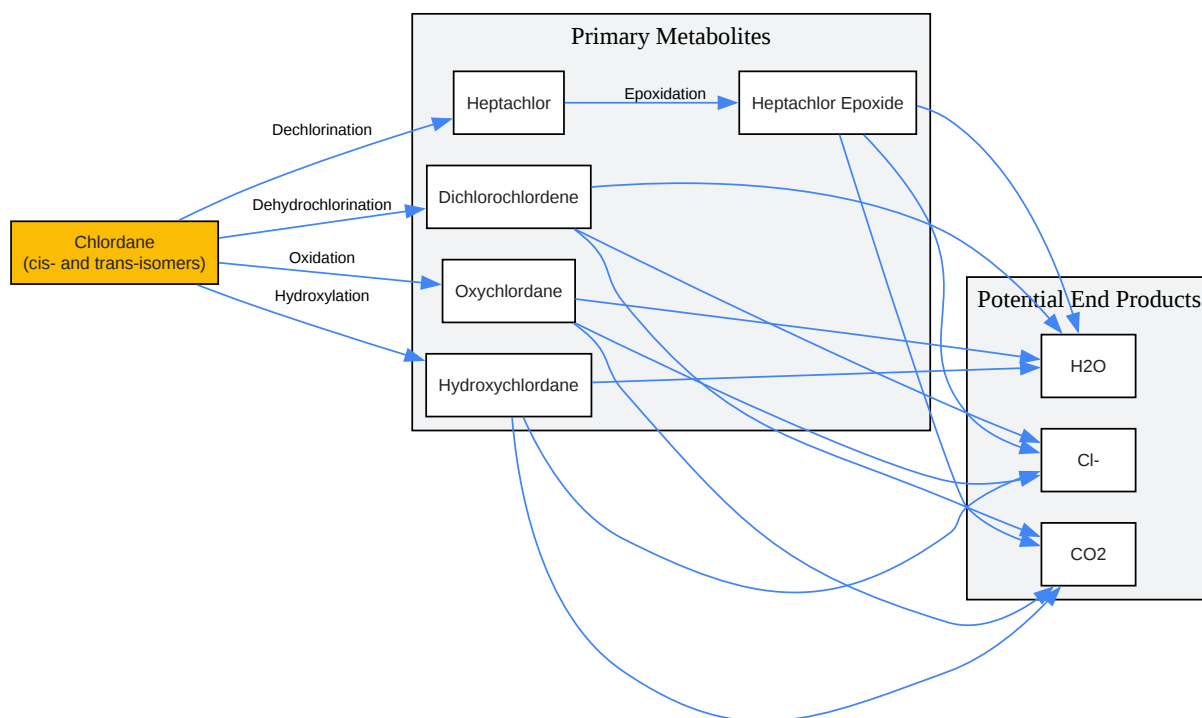 Primary Metabolites
Heptachlor
Epoxidation
Heptachlor Epoxide
Dechlorination
Dichlorochlordene
Dehydrochlorination
Chlordane
(cis- and trans-isomers)
Oxidation
Oxychlordane
Hydroxylation
Hydroxychlordane
Potential End Products
H2O
Cl-
CO2